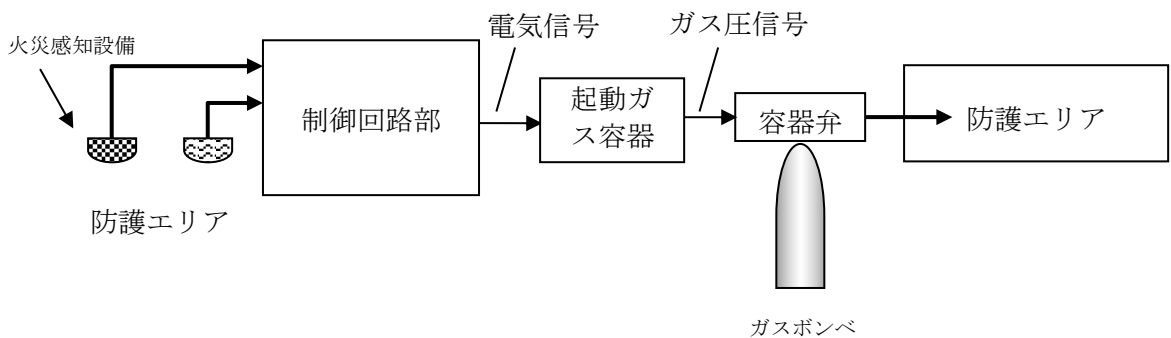 火災感知設備
防護エリア
制御回路部
電気信号
起動ガ
ス容器
ガス圧信号
容器弁
ガスボンベ
防護エリア